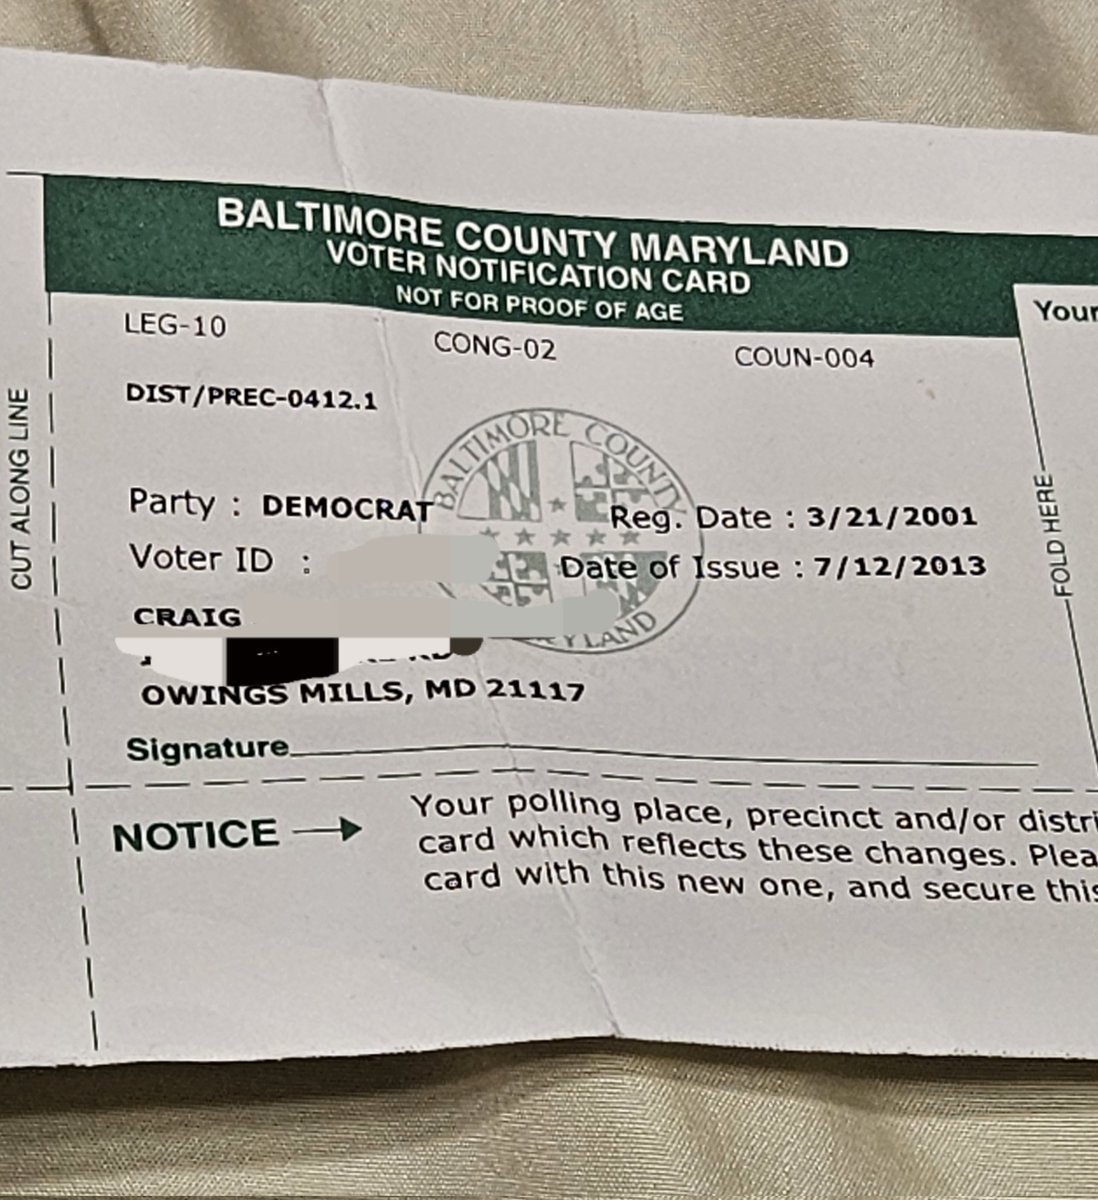 BALTIMORE COUNTY MARYLAND
VOTER NOTIFICATION CARD
NOT FOR PROOF OF AGE
LEG-10 CONG-02 COUN-004
DIST/PREC-0412.1
BALTIMORE COUNTY
Party : DEMOCRAT Reg. Date : 3/21/2001
Voter ID : Date of Issue : 7/12/2013
CRAIG
OWINGS MILLS, MD 21117
Signature
NOTICE
Your polling place, precinct and/or distri
card which reflects these changes. Plea
card with this new one, and secure this
CUT ALONG LINE
FOLD HERE
Your